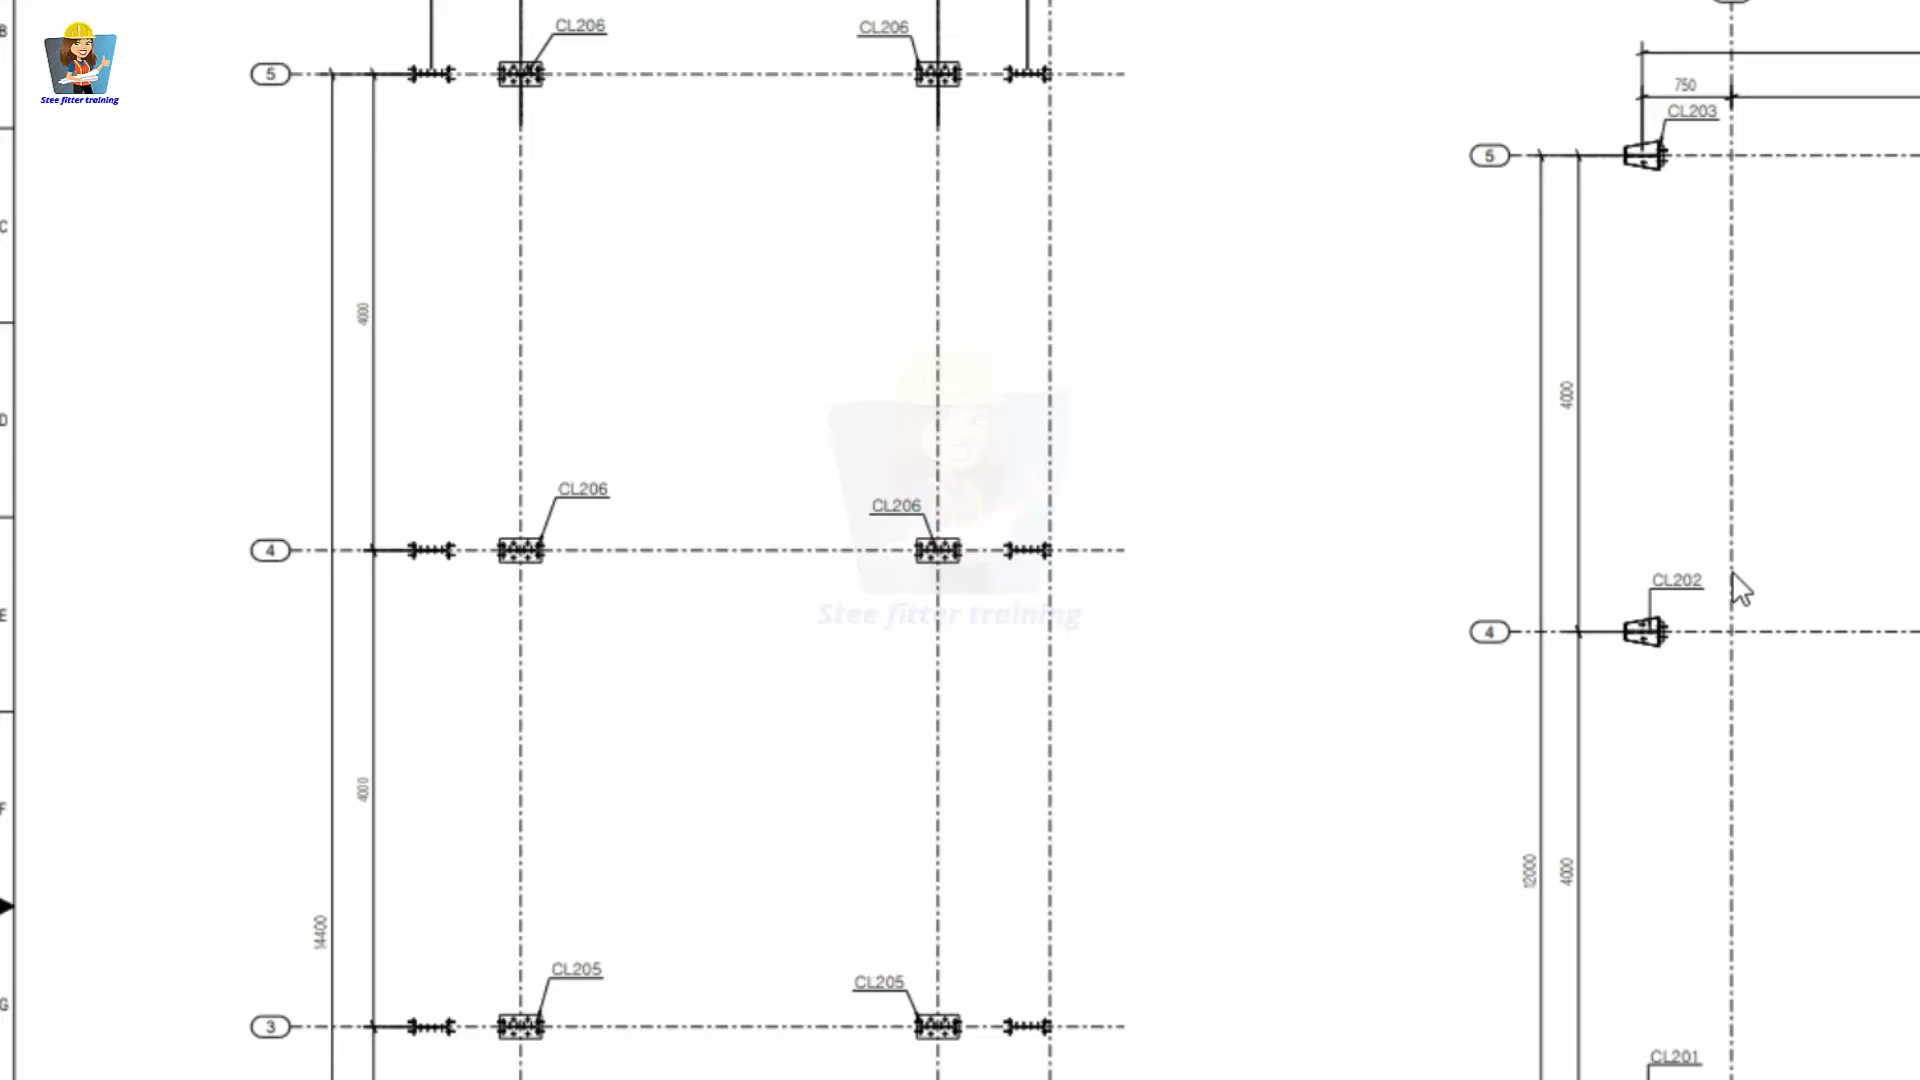 B
C
D
E
F
G
Stee fitter training
CL206
CL206
5
4000
CL206
CL206
4
4000
14400
CL205
CL205
3
Stee fitter training
750
CL203
5
4000
CL202
4
12000
4000
CL201